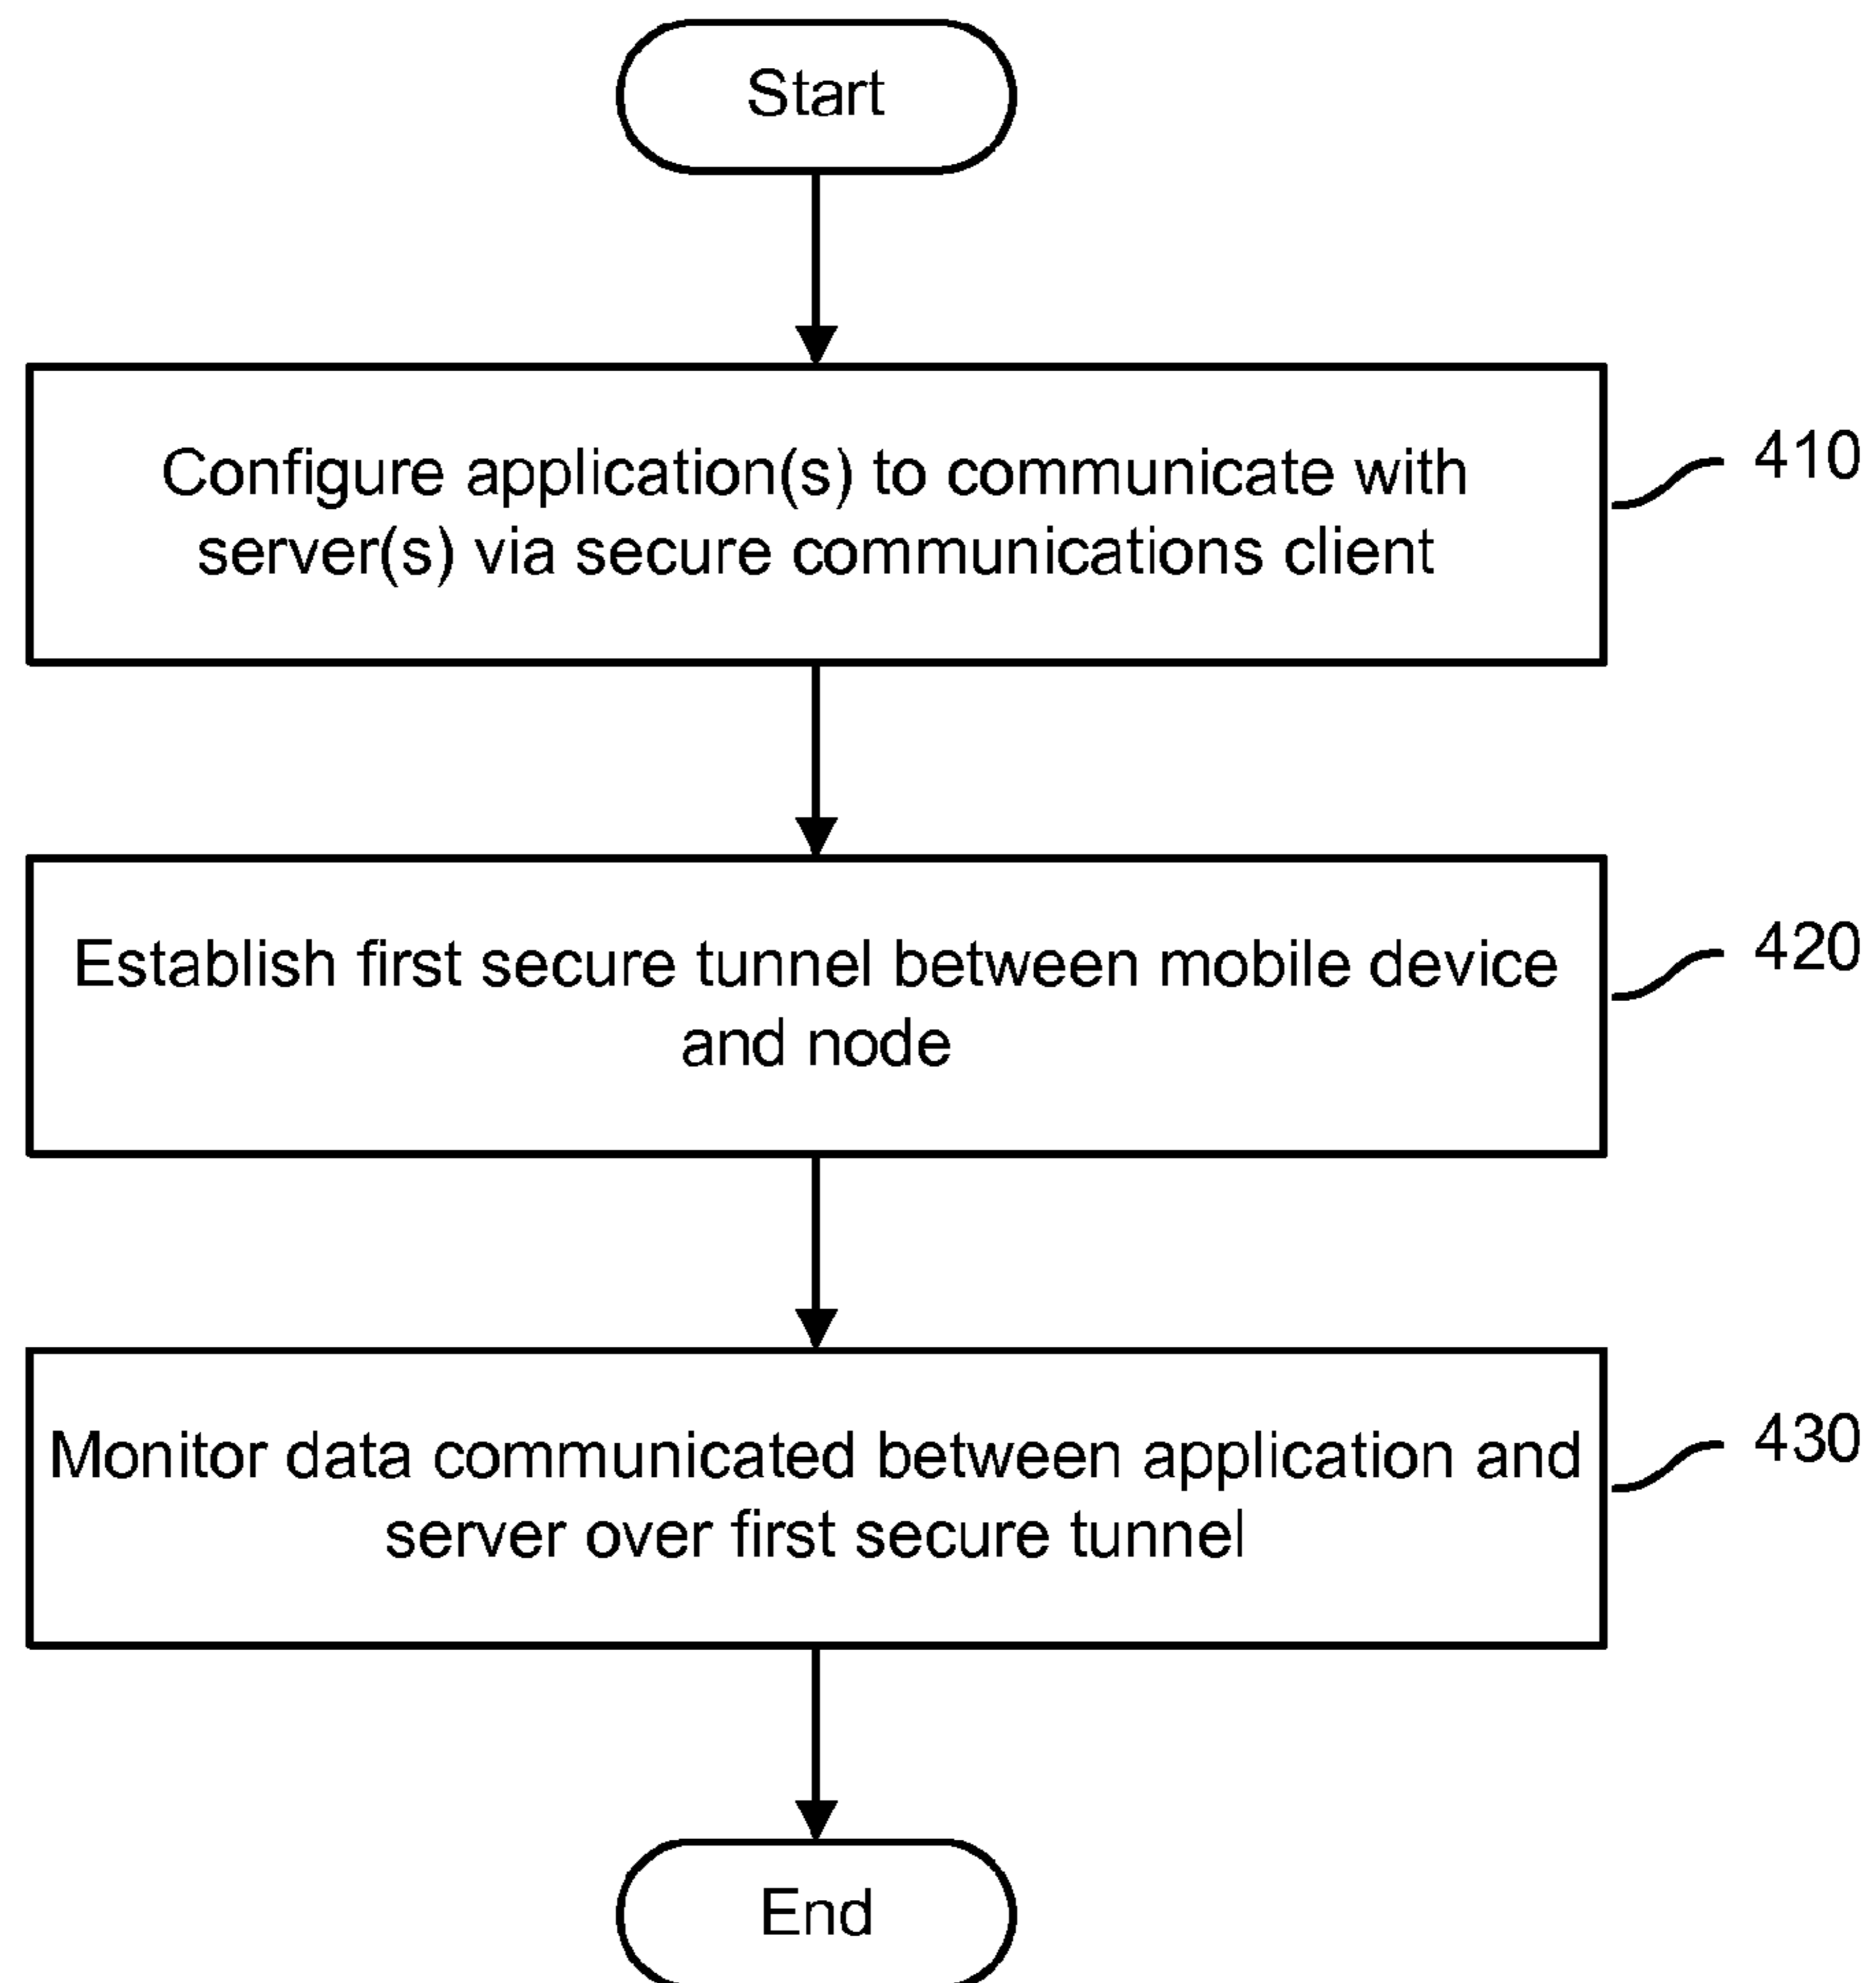 Start
Configure application(s) to communicate with
server(s) via secure communications client
410
Establish first secure tunnel between mobile device
and node
420
Monitor data communicated between application and
server over first secure tunnel
430
End